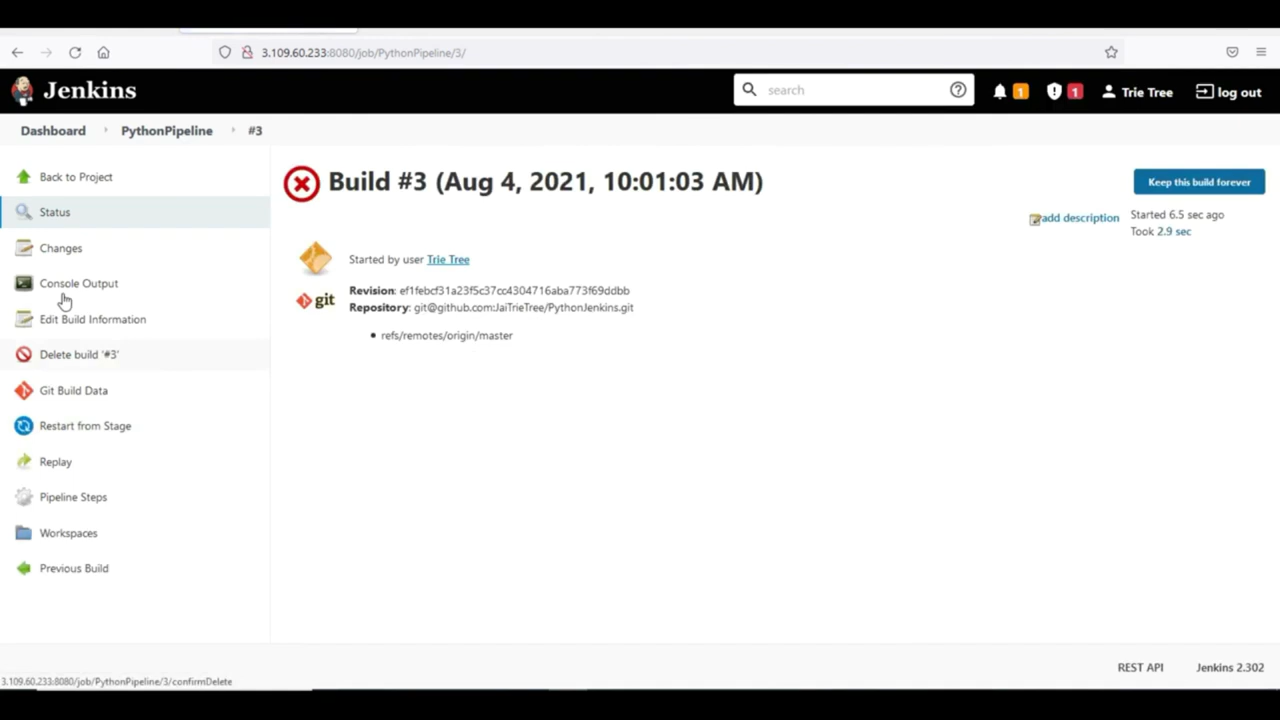 3.109.60.233:8080/job/PythonPipeline/3/
Jenkins
search
1
1
Trie Tree
log out
Dashboard
PythonPipeline
#3
Back to Project
Status
Changes
Console Output
Edit Build Information
Delete build '#3'
Git Build Data
Restart from Stage
Replay
Pipeline Steps
Workspaces
Previous Build
Build #3 (Aug 4, 2021, 10:01:03 AM)
Keep this build forever
add description
Started 6.5 sec ago
Took 2.9 sec
Started by user Trie Tree
git
Revision: ef1febcf31a23f5c37cc4304716aba773f69ddbb
Repository: git@github.com:JaiTrieTree/PythonJenkins.git
refs/remotes/origin/master
REST API
Jenkins 2.302
3.109.60.233:8080/job/PythonPipeline/3/confirmDelete